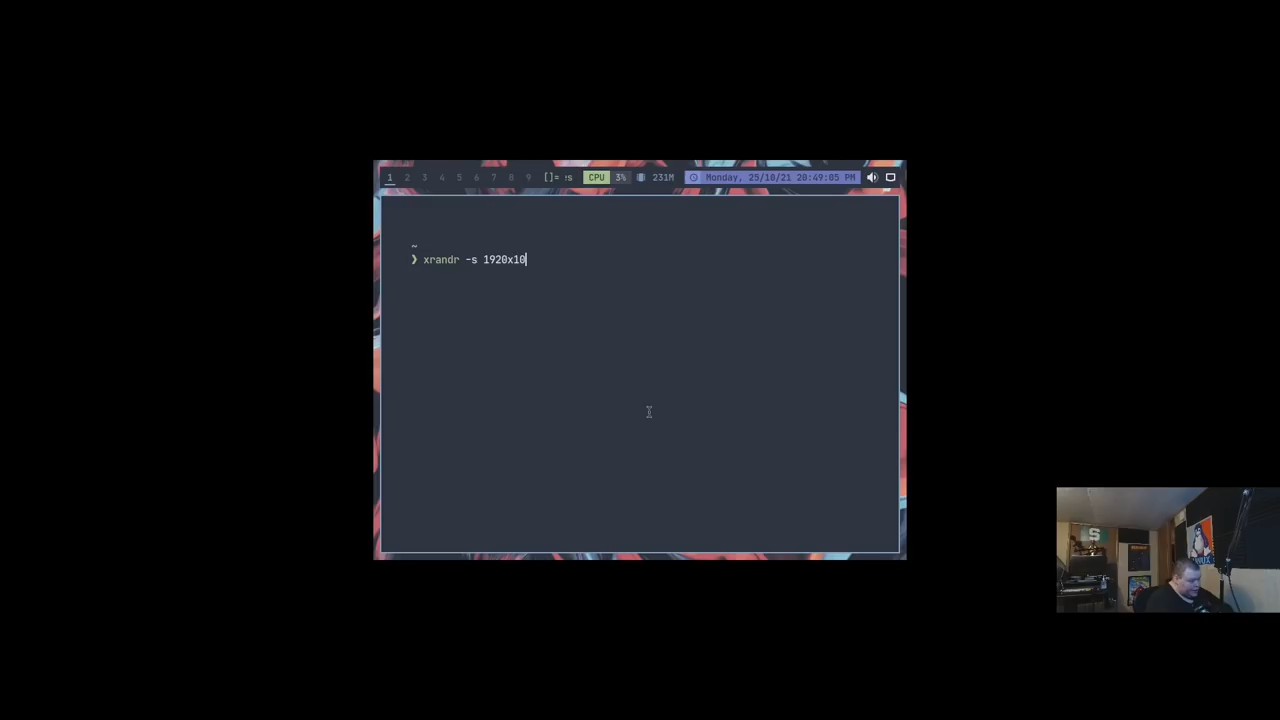 1 2 3 4 5 6 7 8 9 []= CPU 3% 231M Monday, 25/10/21 20:49:05 PM
~
❯ xrandr -s 1920x10
S